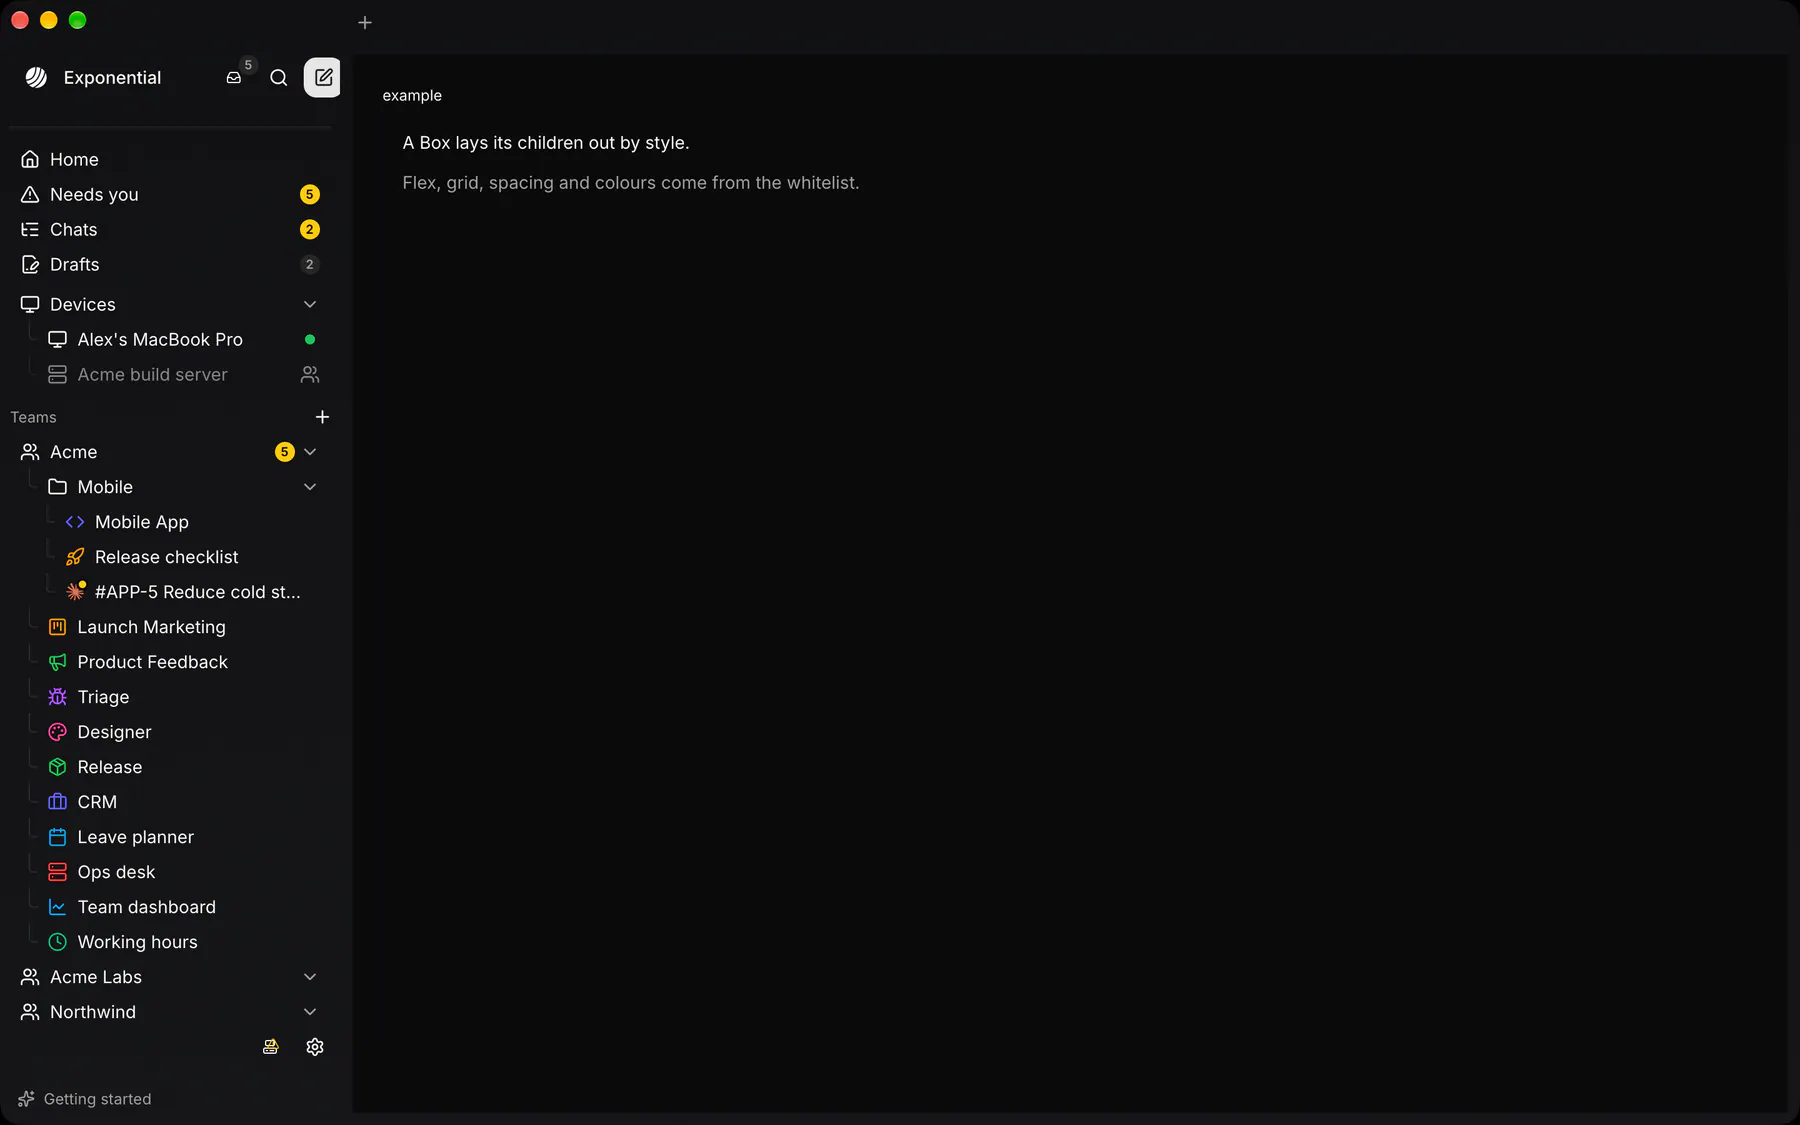 Exponential
5
Home
Needs you
5
Chats
2
Drafts
2
Devices
Alex's MacBook Pro
Acme build server
Teams
Acme
5
Mobile
Mobile App
Release checklist
#APP-5 Reduce cold st...
Launch Marketing
Product Feedback
Triage
Designer
Release
CRM
Leave planner
Ops desk
Team dashboard
Working hours
Acme Labs
Northwind
Getting started
example
A Box lays its children out by style.
Flex, grid, spacing and colours come from the whitelist.